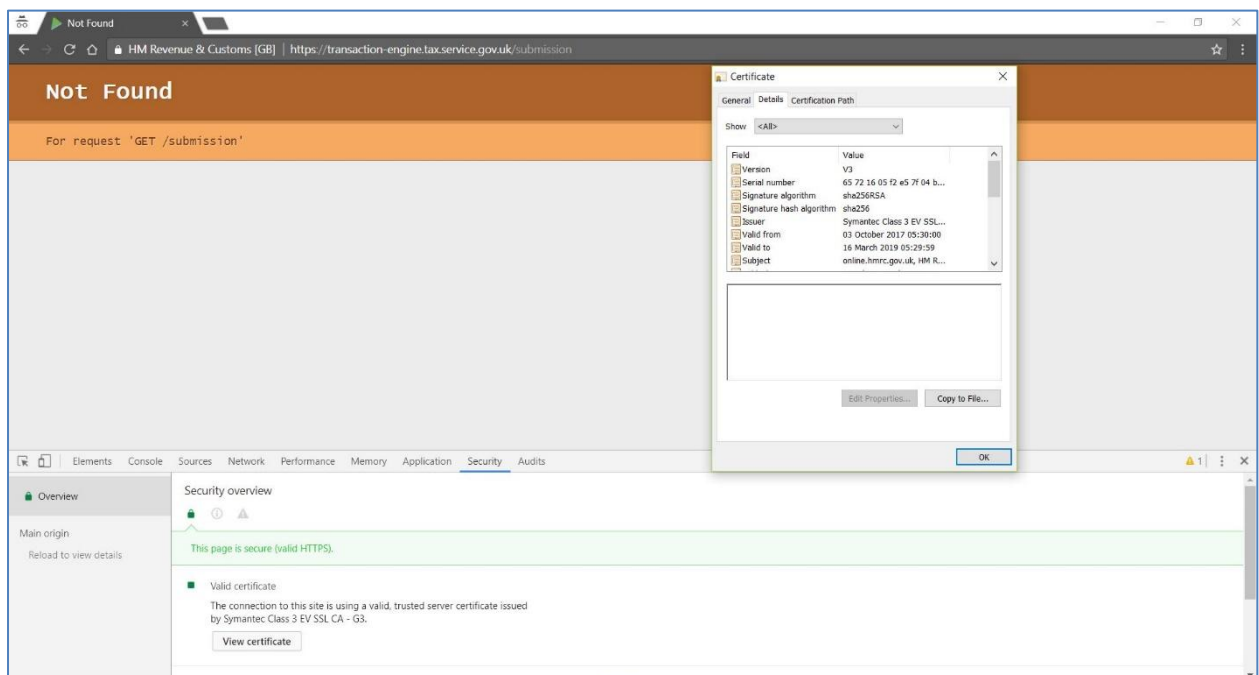 Not Found
HM Revenue & Customs [GB] | https://transaction-engine.tax.service.gov.uk/submission
Not Found
For request 'GET /submission'
Certificate
General Details Certification Path
Show <All>
Field Value
Version V3
Serial number 65 72 16 05 f2 e5 7f 04 b...
Signature algorithm sha256RSA
Signature hash algorithm sha256
Issuer Symantec Class 3 EV SSL...
Valid from 03 October 2017 05:30:00
Valid to 16 March 2019 05:29:59
Subject online.hmrc.gov.uk, HM R...
Edit Properties... Copy to File...
OK
Elements Console Sources Network Performance Memory Application Security Audits 1
Overview
Main origin
Reload to view details
Security overview
This page is secure (valid HTTPS).
Valid certificate
The connection to this site is using a valid, trusted server certificate issued
by Symantec Class 3 EV SSL CA - G3.
View certificate